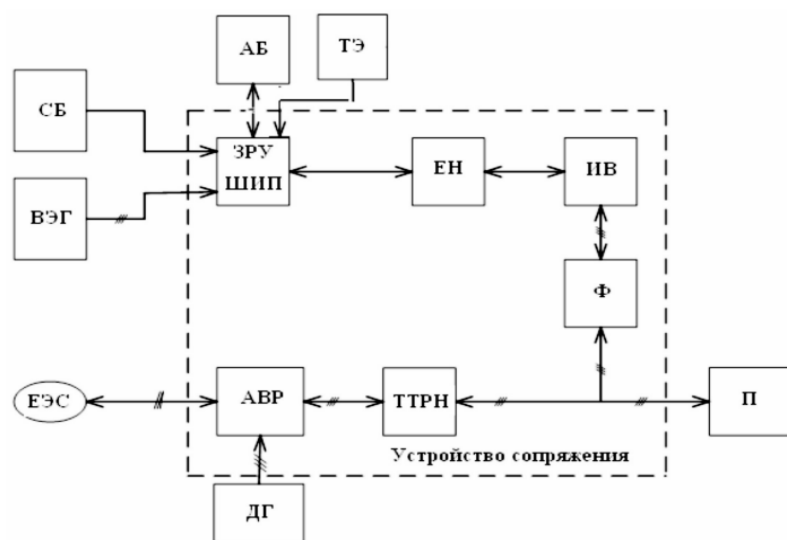 АБ
ТЭ
СБ
ЗРУ
ШИП
ЕН
ИВ
ВЭГ
Ф
ЕЭС
АВР
ТТРН
П
Устройство сопряжения
ДГ